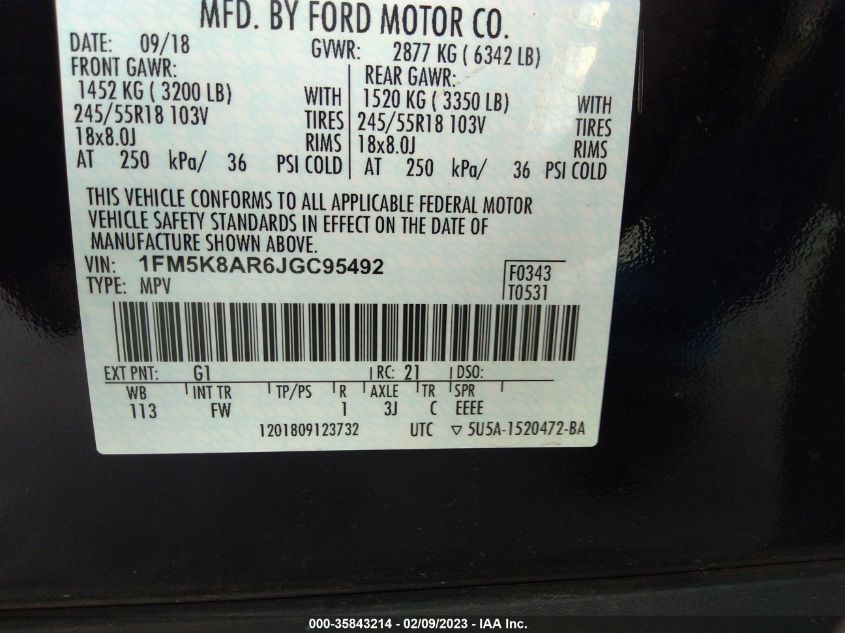 MFD. BY FORD MOTOR CO.
DATE: 09/18 GVWR: 2877 KG ( 6342 LB)
FRONT GAWR: REAR GAWR:
1452 KG ( 3200 LB) WITH 1520 KG ( 3350 LB) WITH
245/55R18 103V TIRES 245/55R18 103V TIRES
18x8.0J RIMS 18x8.0J RIMS
AT 250 kPa/ 36 PSI COLD AT 250 kPa/ 36 PSI COLD
THIS VEHICLE CONFORMS TO ALL APPLICABLE FEDERAL MOTOR
VEHICLE SAFETY STANDARDS IN EFFECT ON THE DATE OF
MANUFACTURE SHOWN ABOVE.
VIN: 1FM5K8AR6JGC95492 F0343
TYPE: MPV T0531
EXT PNT: G1 RC: 21 DSO:
WB INT TR TP/PS R AXLE TR SPR
113 FW 1 3J C EEEE
1201809123732 UTC ▽ 5U5A-1520472-BA
000-35843214 - 02/09/2023 - IAA Inc.